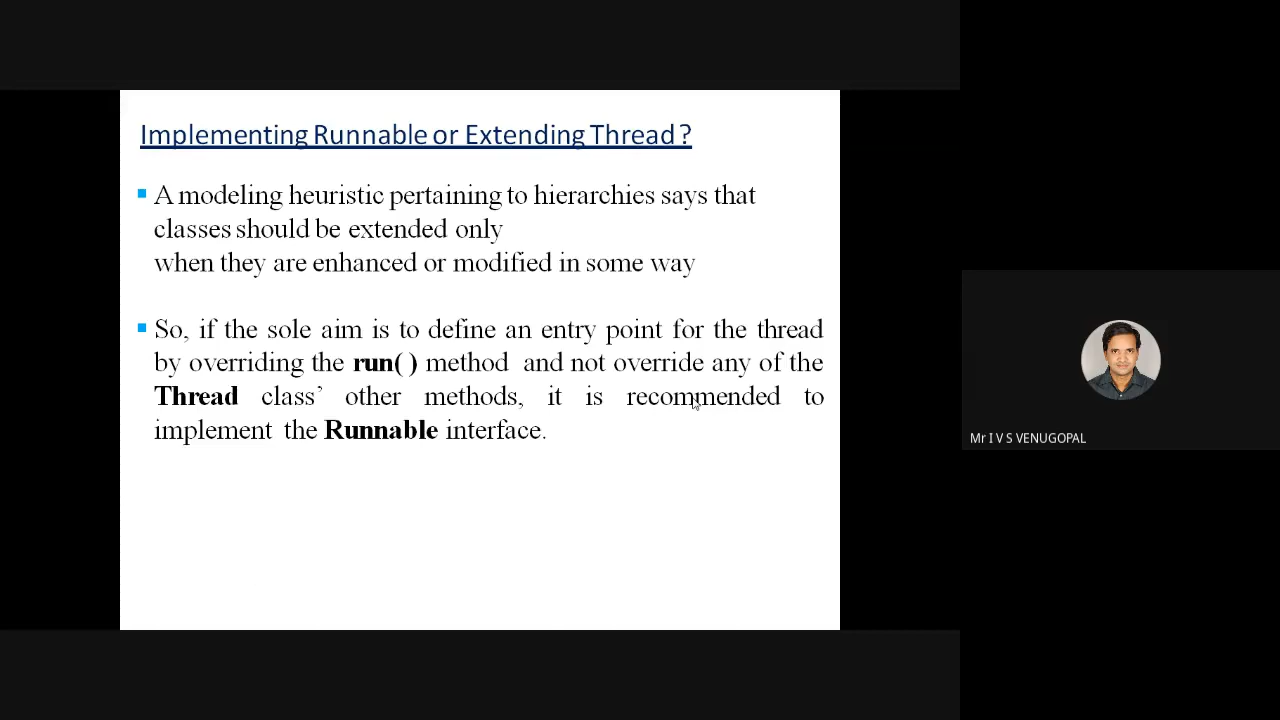 Implementing Runnable or Extending Thread?
A modeling heuristic pertaining to hierarchies says that
classes should be extended only
when they are enhanced or modified in some way
So, if the sole aim is to define an entry point for the thread
by overriding the run( ) method and not override any of the
Thread class’ other methods, it is recommended to
implement the Runnable interface.
Mr I V S VENUGOPAL